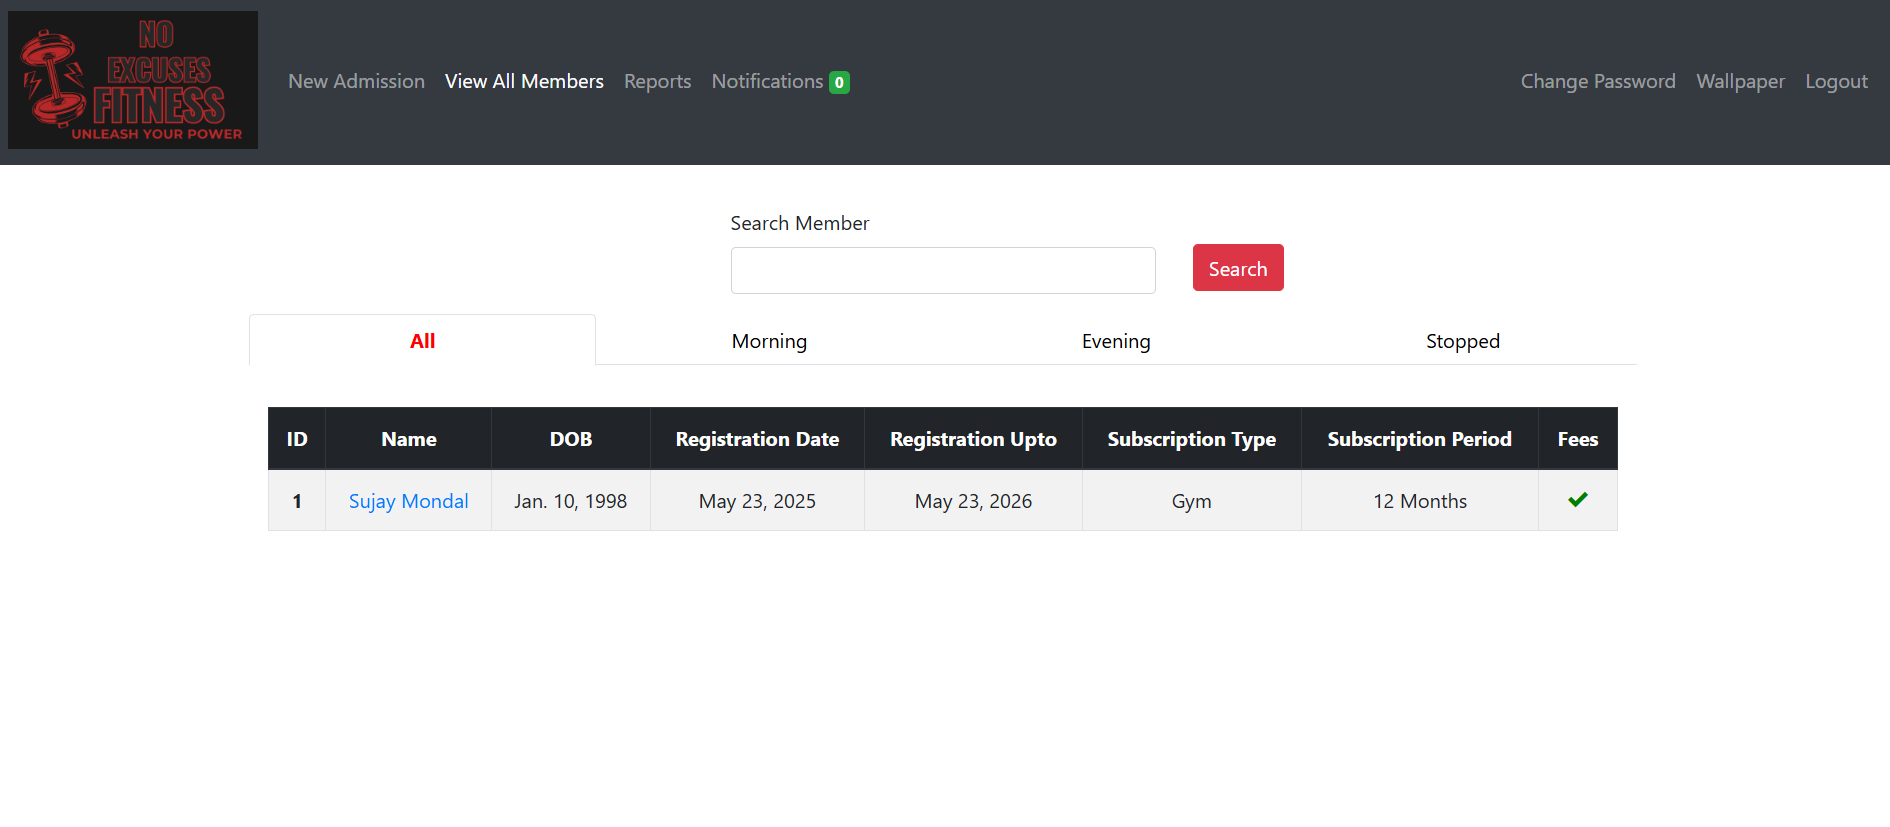 NO
EXCUSES
FITNESS
UNLEASH YOUR POWER
New Admission View All Members Reports Notifications 0 Change Password Wallpaper Logout
Search Member
Search
All Morning Evening Stopped
ID Name DOB Registration Date Registration Upto Subscription Type Subscription Period Fees
1 Sujay Mondal Jan. 10, 1998 May 23, 2025 May 23, 2026 Gym 12 Months